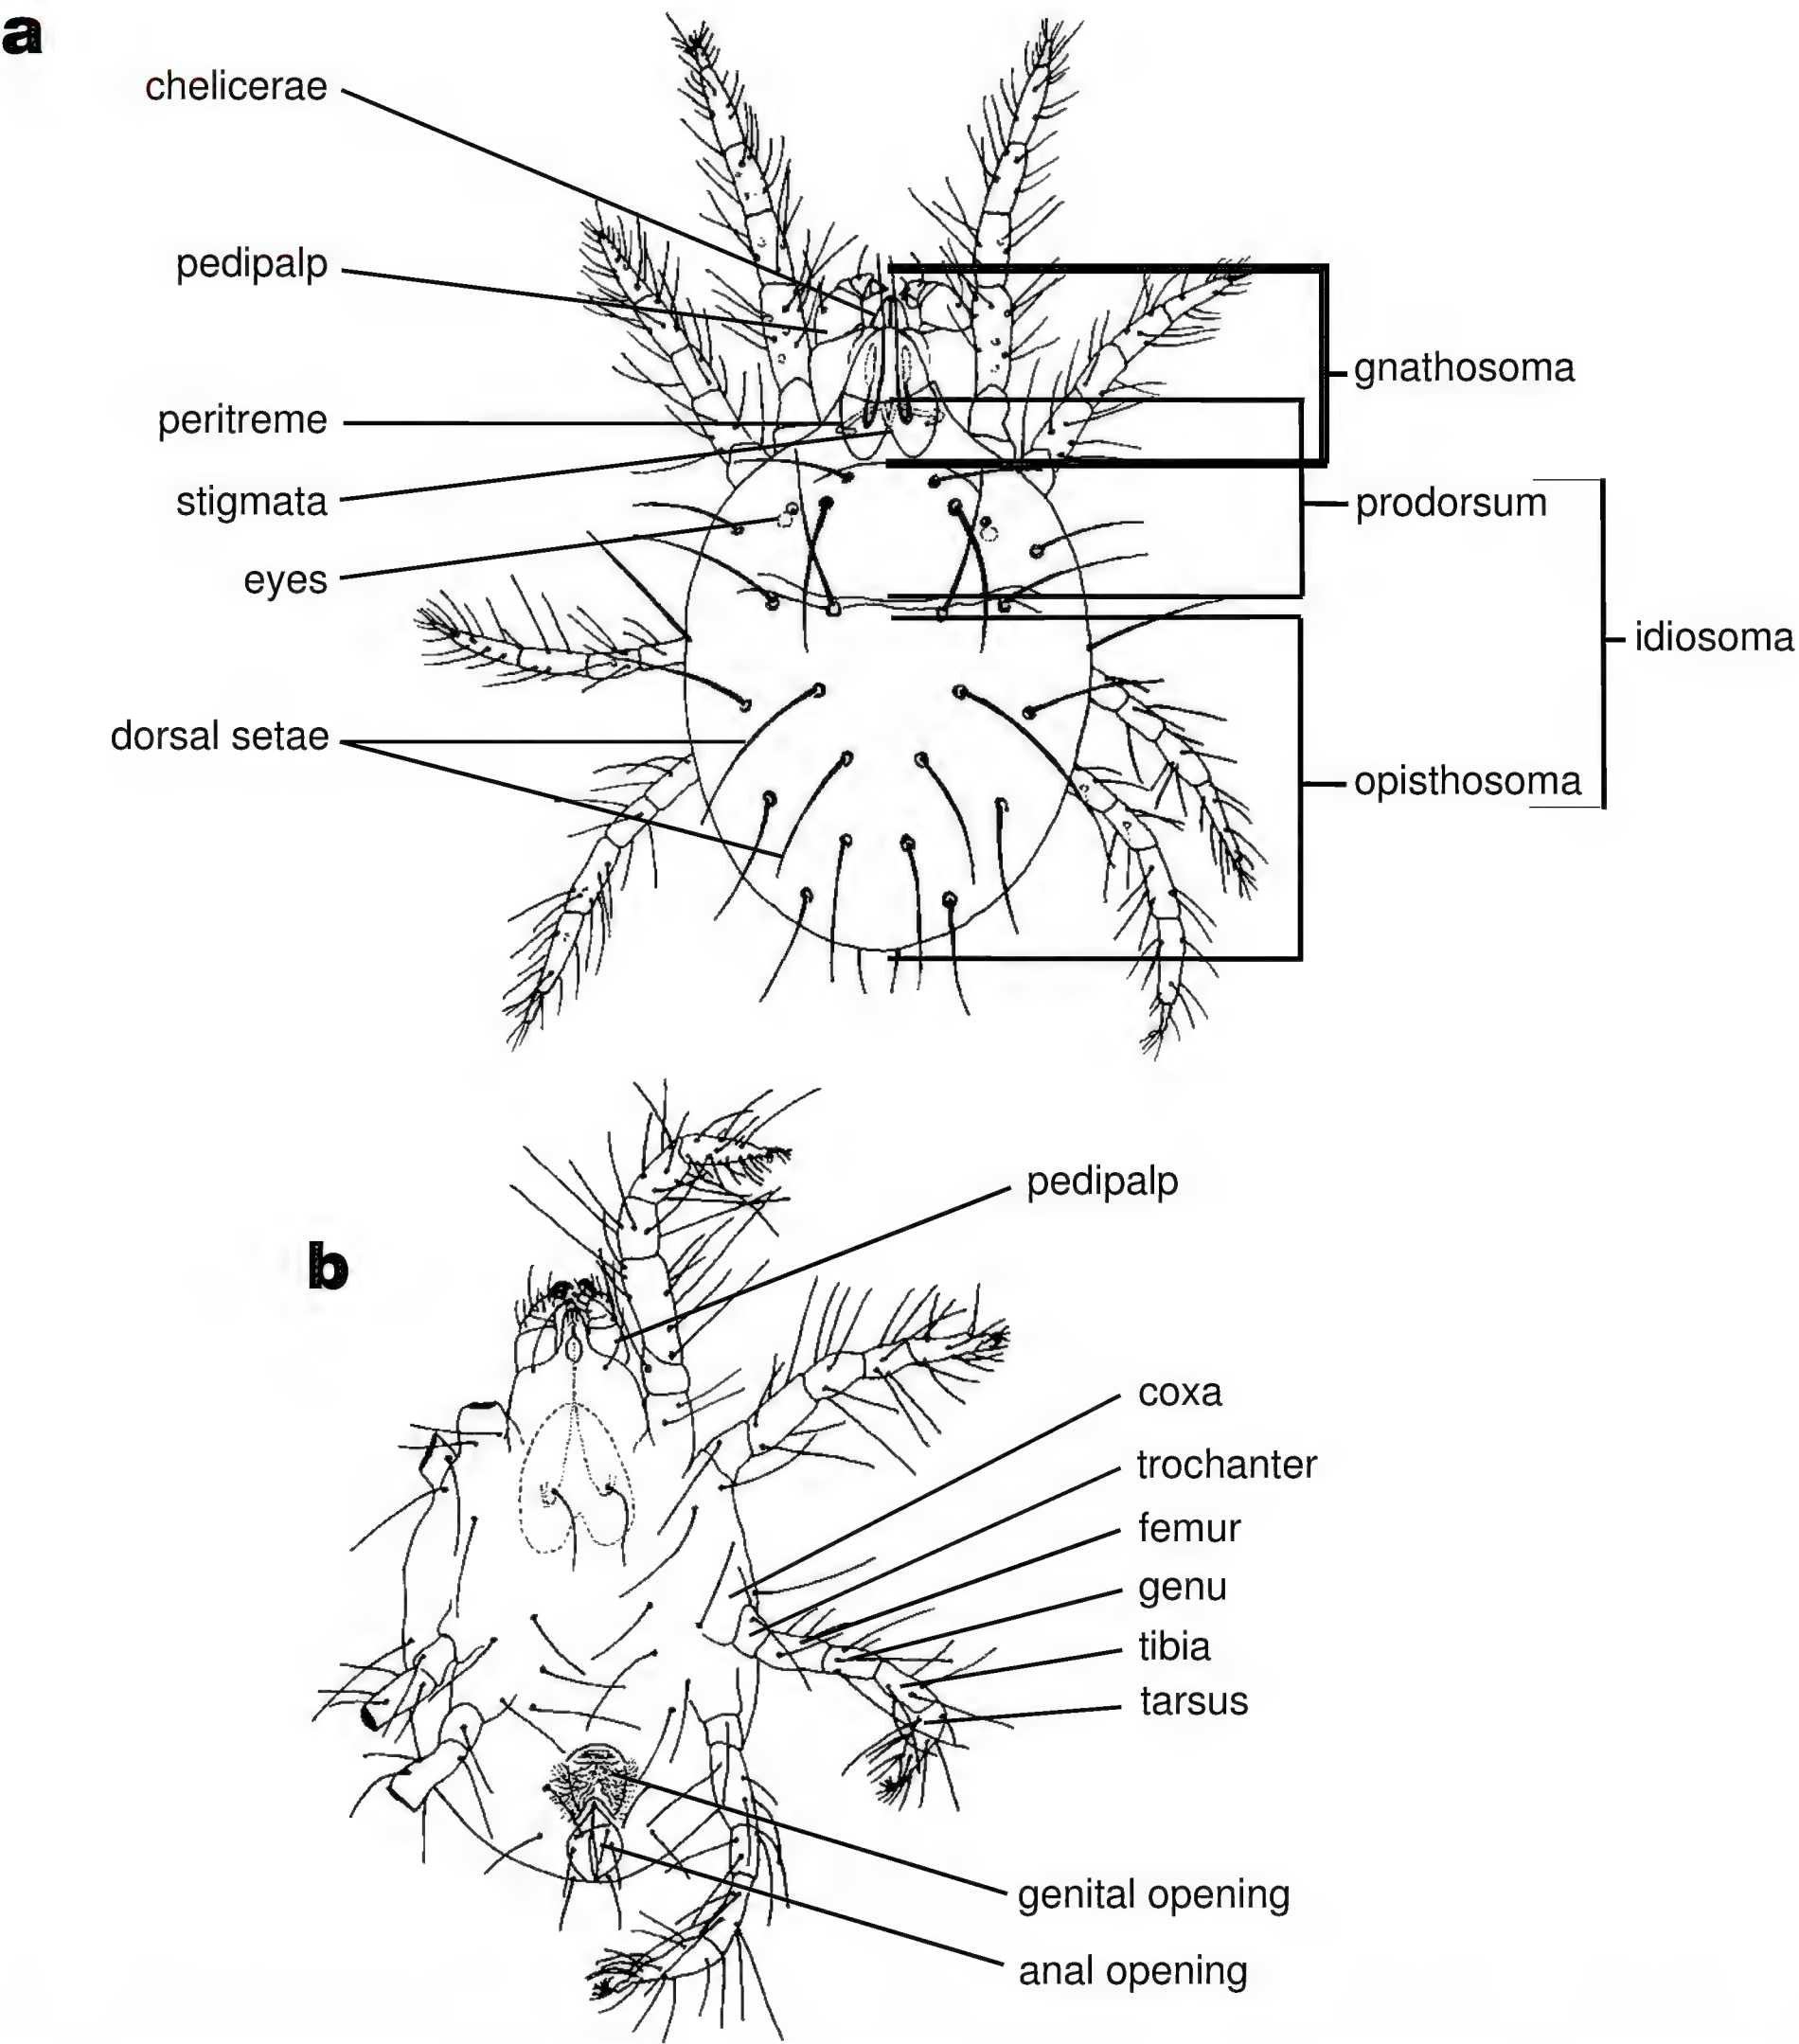 a
chelicerae
pedipalp
peritreme
stigmata
eyes
dorsal setae
gnathosoma
prodorsum
idiosoma
opisthosoma
b
pedipalp
coxa
trochanter
femur
genu
tibia
tarsus
genital opening
anal opening